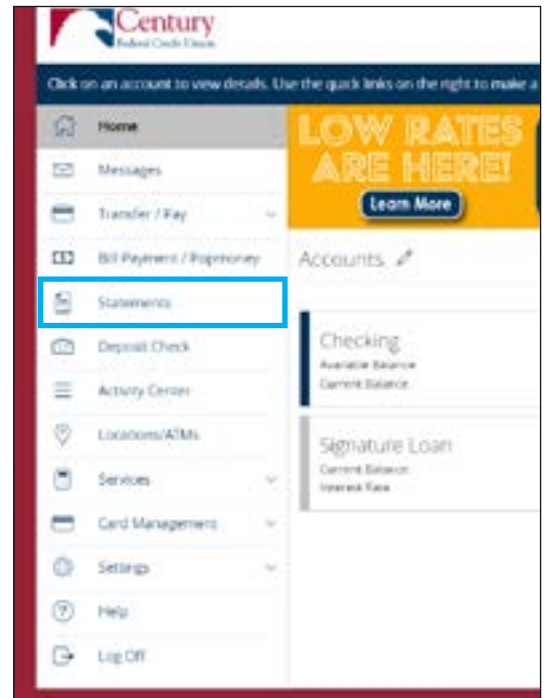 Century
Federal Credit Union
Click on an account to view details. Use the quick links on the right to make a
Home
Messages
Transfer / Pay
Bill Payment / Popmoney
Statements
Deposit Check
Activity Center
Locations/ATMs
Services
Card Management
Settings
Help
Log Off
LOW RATES
ARE HERE!
Learn More
Accounts
Checking
Available Balance
Current Balance
Signature Loan
Current Balance
Interest Rate